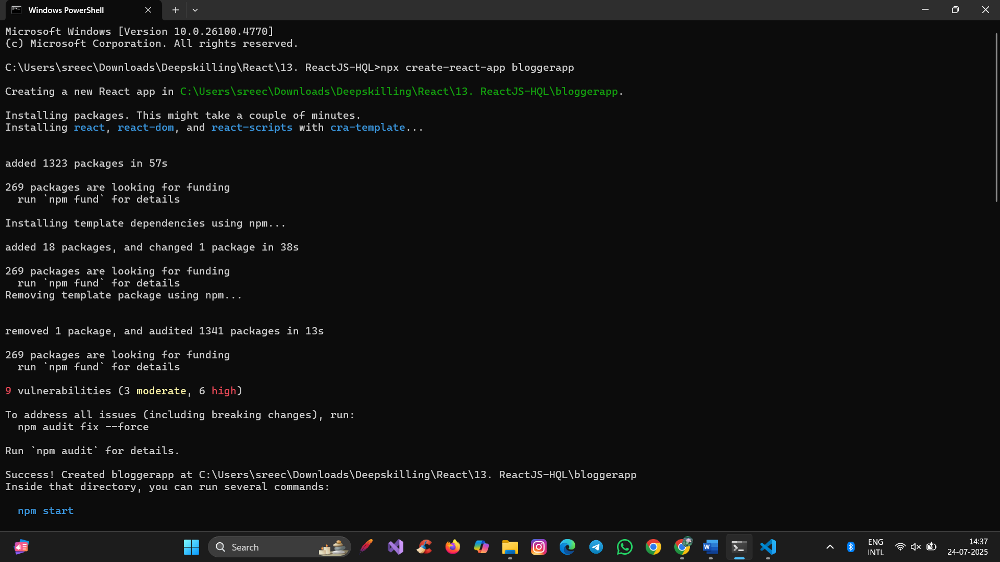 Windows PowerShell
Microsoft Windows [Version 10.0.26100.4770]
(c) Microsoft Corporation. All rights reserved.
C:\Users\sreec\Downloads\Deepskilling\React\13. ReactJS-HQL>npx create-react-app bloggerapp
Creating a new React app in C:\Users\sreec\Downloads\Deepskilling\React\13. ReactJS-HQL\bloggerapp.
Installing packages. This might take a couple of minutes.
Installing react, react-dom, and react-scripts with cra-template...
added 1323 packages in 57s
269 packages are looking for funding
  run `npm fund` for details
Installing template dependencies using npm...
added 18 packages, and changed 1 package in 38s
269 packages are looking for funding
  run `npm fund` for details
Removing template package using npm...
removed 1 package, and audited 1341 packages in 13s
269 packages are looking for funding
  run `npm fund` for details
9 vulnerabilities (3 moderate, 6 high)
To address all issues (including breaking changes), run:
  npm audit fix --force
Run `npm audit` for details.
Success! Created bloggerapp at C:\Users\sreec\Downloads\Deepskilling\React\13. ReactJS-HQL\bloggerapp
Inside that directory, you can run several commands:
  npm start
Search
ENG
INTL
14:37
24-07-2025